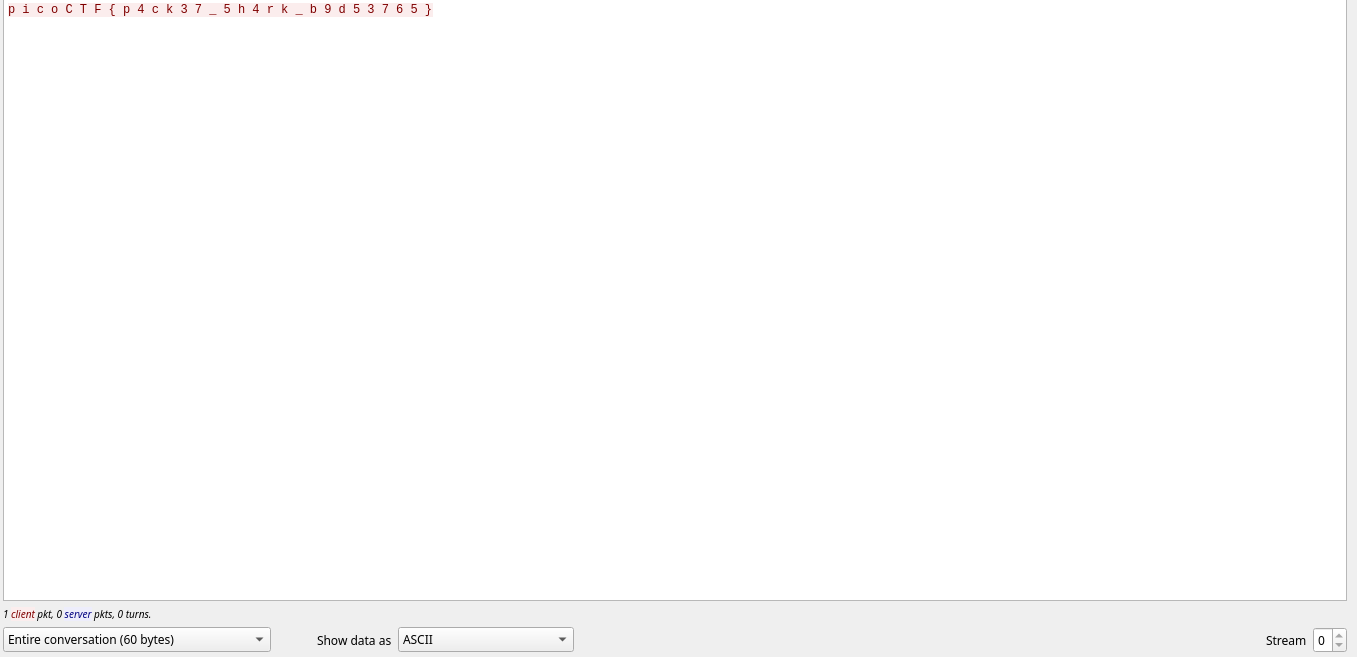 p i c o C T F { p 4 c k 3 7 _ 5 h 4 r k _ b 9 d 5 3 7 6 5 }
1 client pkt, 0 server pkts, 0 turns.
Entire conversation (60 bytes) Show data as ASCII Stream 0